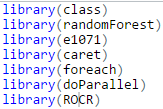 library(class)
library(randomForest)
library(e1071)
library(caret)
library(foreach)
library(doParallel)
library(ROCR)